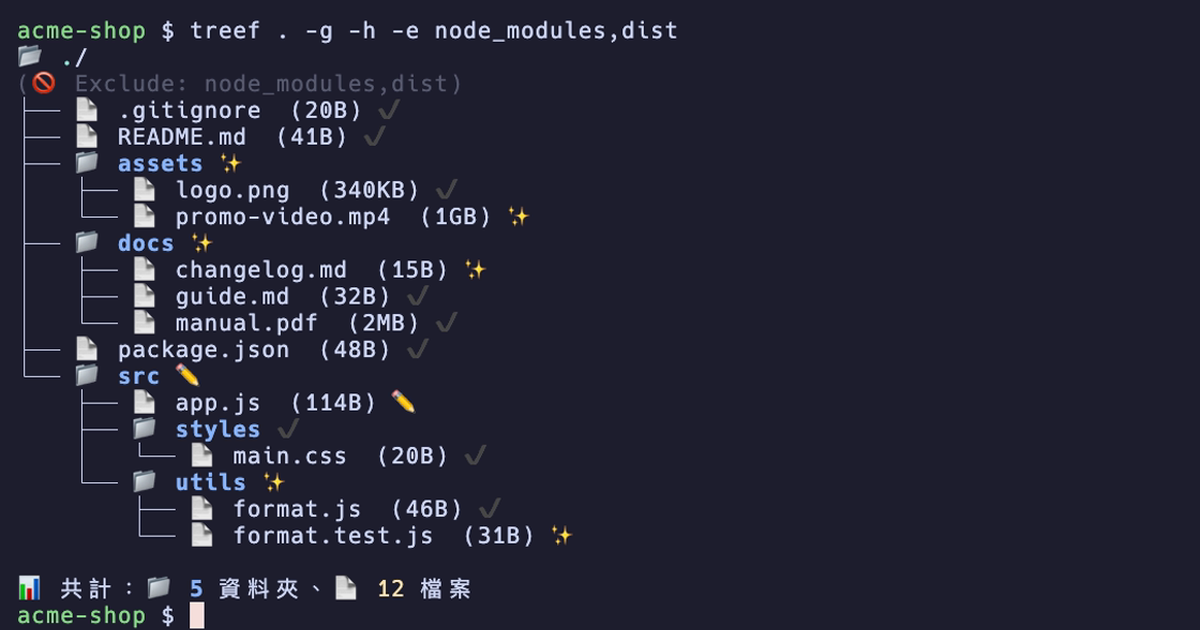 acme-shop $ treef . -g -h -e node_modules,dist
📁 ./
(🚫 Exclude: node_modules,dist)
├── 📄 .gitignore  (20B) ✔
├── 📄 README.md  (41B) ✔
├── 📁 assets ✨
│   ├── 📄 logo.png  (340KB) ✔
│   └── 📄 promo-video.mp4  (1GB) ✨
├── 📁 docs ✨
│   ├── 📄 changelog.md  (15B) ✨
│   ├── 📄 guide.md  (32B) ✔
│   └── 📄 manual.pdf  (2MB) ✔
├── 📄 package.json  (48B) ✔
└── 📁 src ✏️
    ├── 📄 app.js  (114B) ✏️
    ├── 📁 styles ✔
    │   └── 📄 main.css  (20B) ✔
    └── 📁 utils ✨
        ├── 📄 format.js  (46B) ✔
        └── 📄 format.test.js  (31B) ✨
📊 共計：📁 5 資料夾、📄 12 檔案
acme-shop $